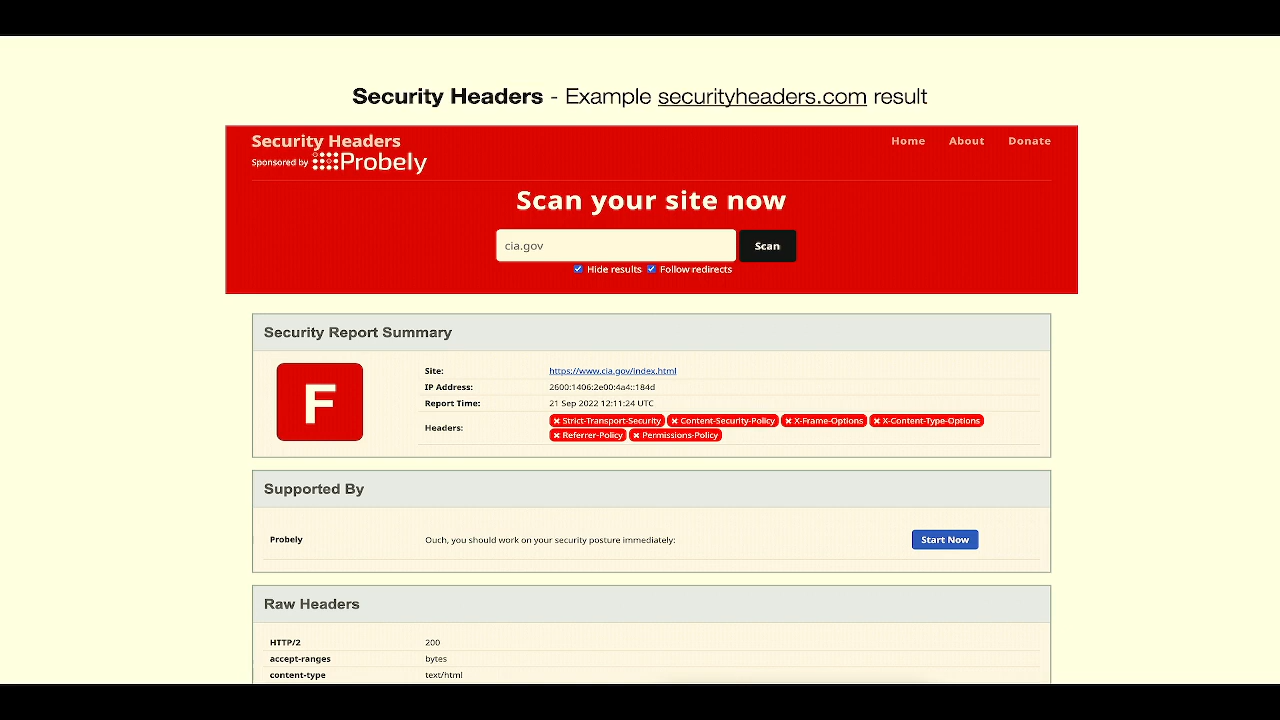 Security Headers - Example securityheaders.com result
Security Headers
Home About Donate
Sponsored by Probely
Scan your site now
cia.gov Scan
Hide results Follow redirects
Security Report Summary
F
Site: https://www.cia.gov/index.html
IP Address: 2600:1406:2e00:4a4::184d
Report Time: 21 Sep 2022 12:11:24 UTC
Headers: Strict-Transport-Security Content-Security-Policy X-Frame-Options X-Content-Type-Options
Referrer-Policy Permissions-Policy
Supported By
Probely Ouch, you should work on your security posture immediately: Start Now
Raw Headers
HTTP/2 200
accept-ranges bytes
content-type text/html